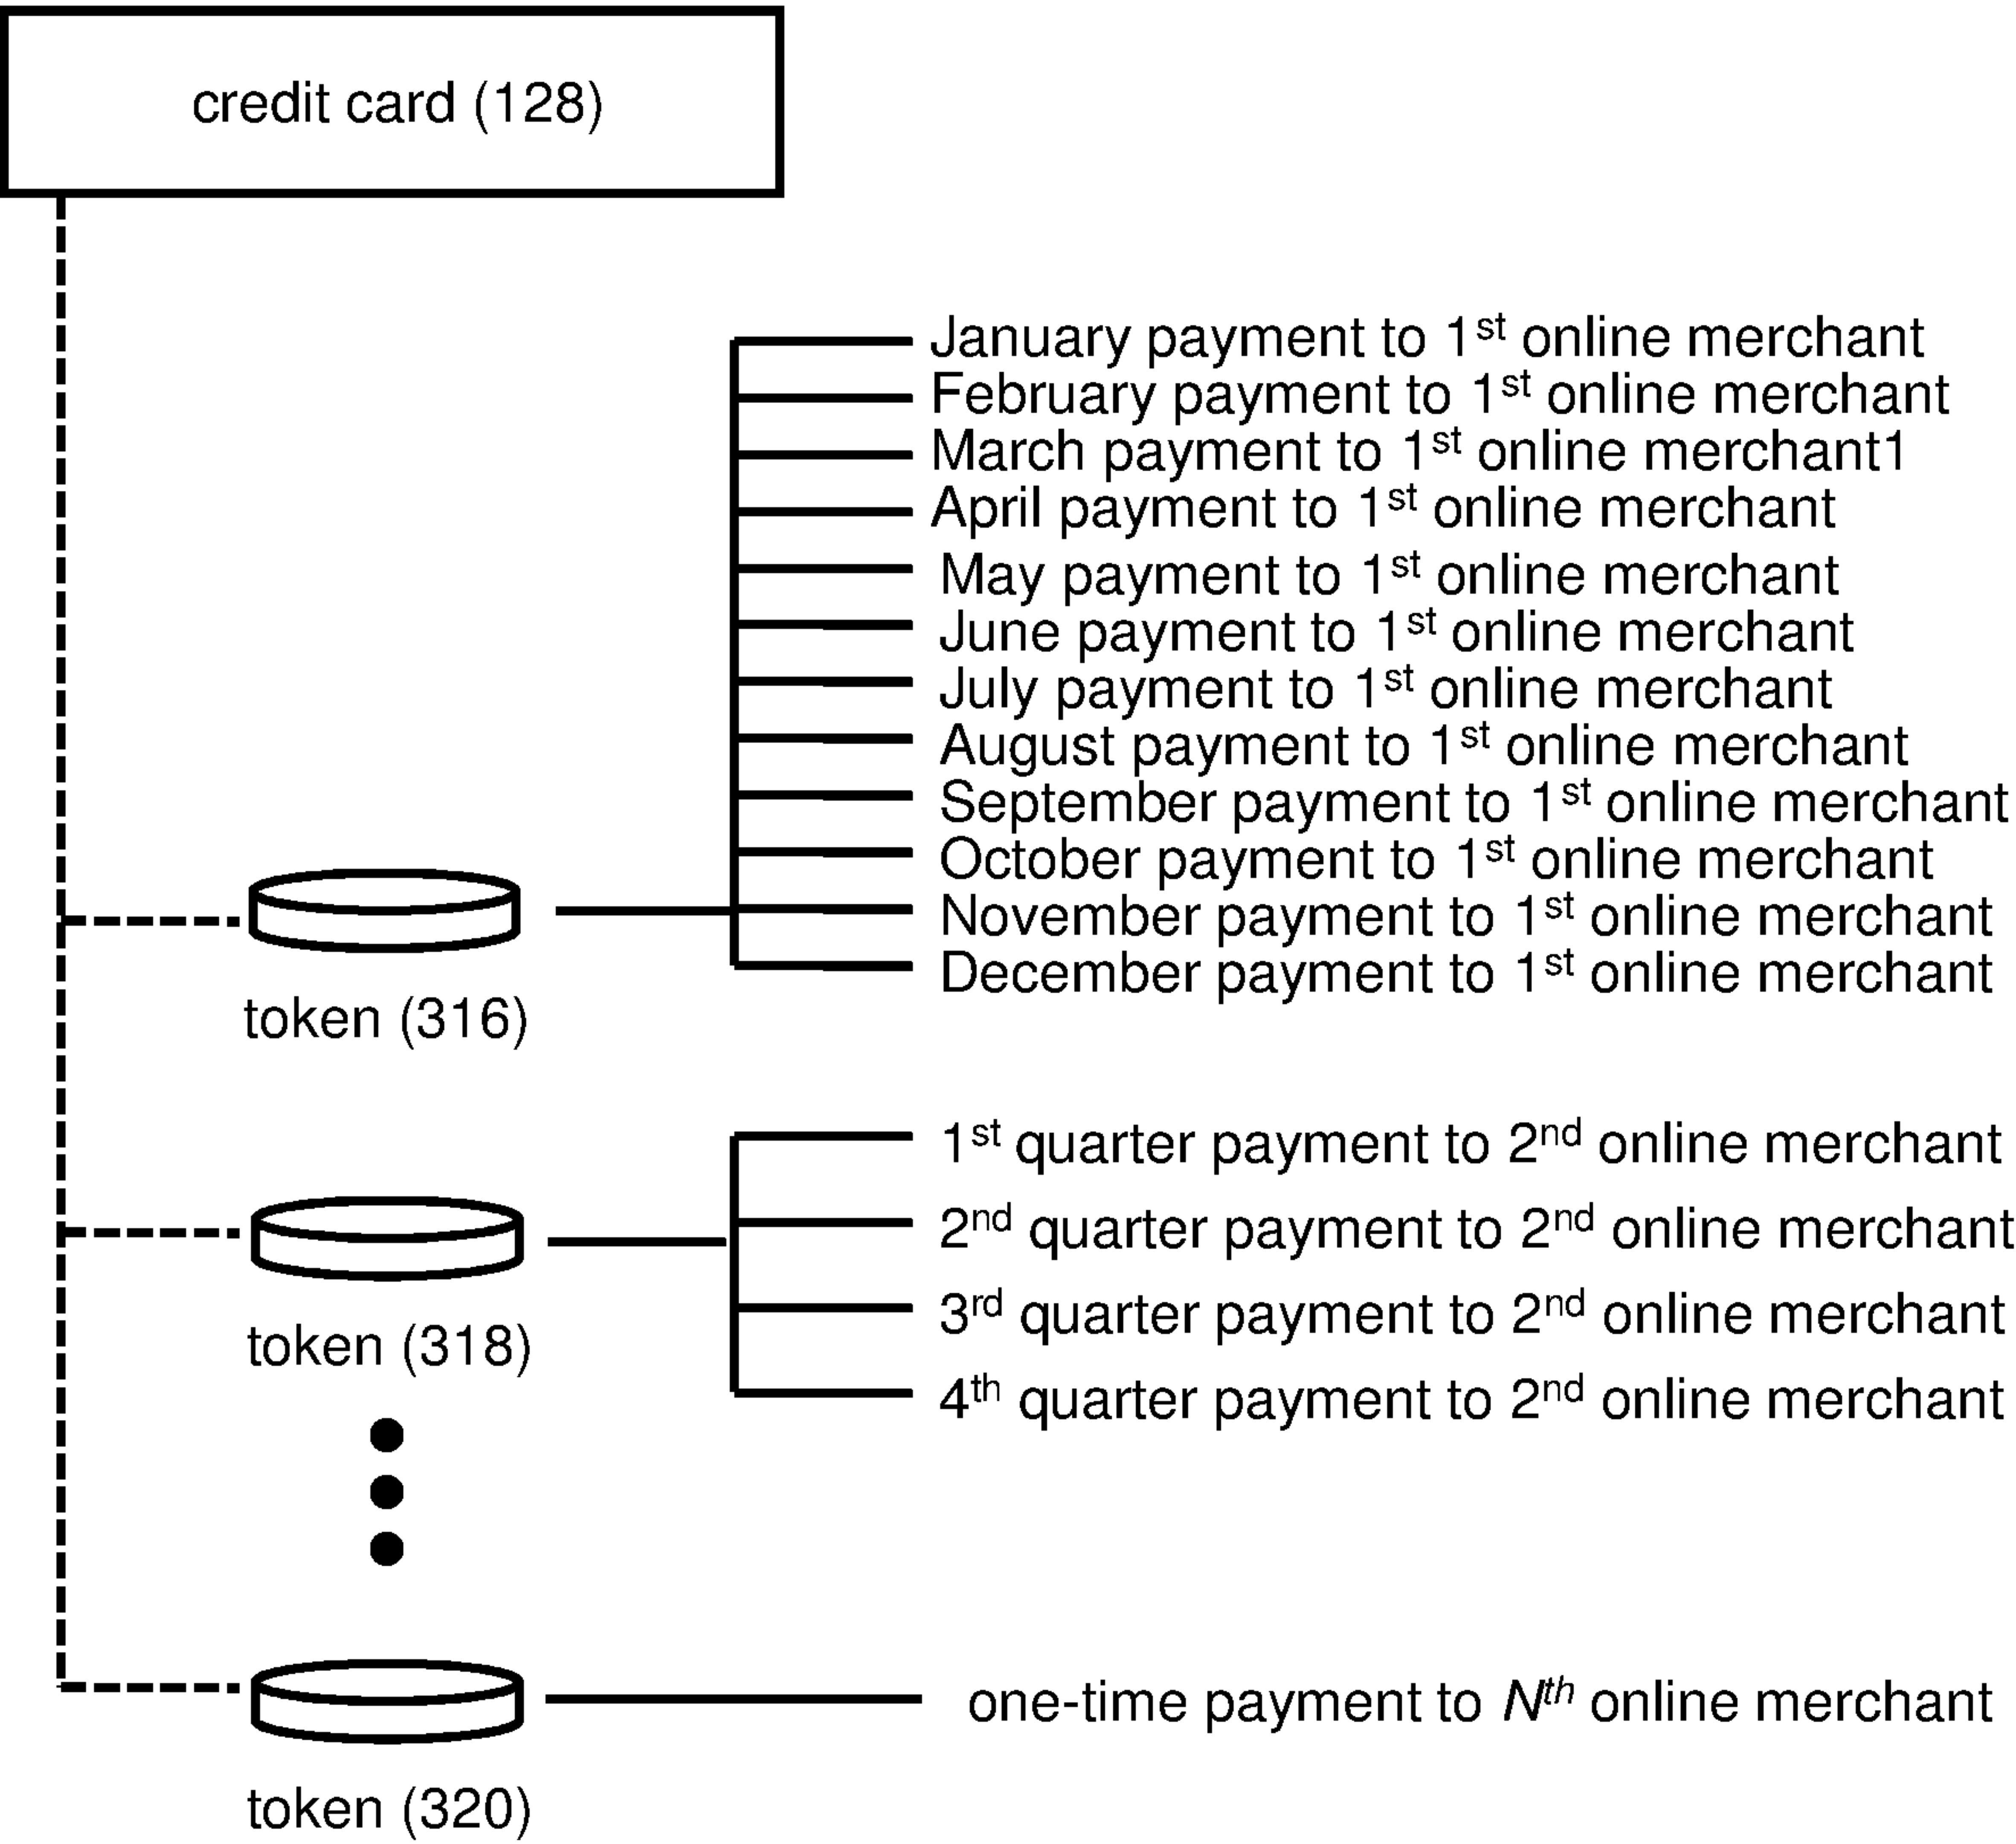 credit card (128)
January payment to 1st online merchant
February payment to 1st online merchant
March payment to 1st online merchant1
April payment to 1st online merchant
May payment to 1st online merchant
June payment to 1st online merchant
July payment to 1st online merchant
August payment to 1st online merchant
September payment to 1st online merchant
October payment to 1st online merchant
November payment to 1st online merchant
December payment to 1st online merchant
token (316)
1st quarter payment to 2nd online merchant
2nd quarter payment to 2nd online merchant
3rd quarter payment to 2nd online merchant
4th quarter payment to 2nd online merchant
token (318)
one-time payment to Nth online merchant
token (320)